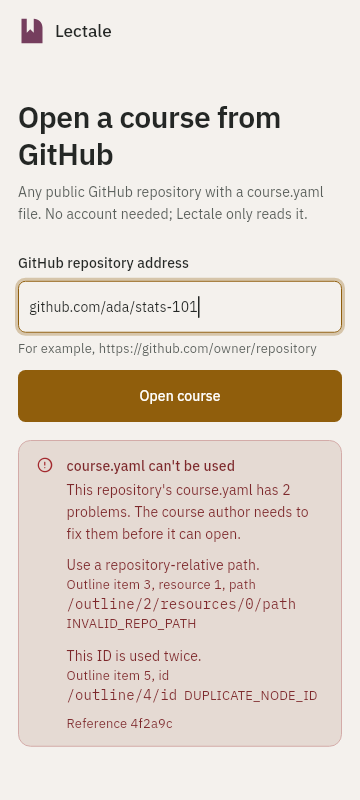 Lectale
Open a course from
GitHub
Any public GitHub repository with a course.yaml
file. No account needed; Lectale only reads it.
GitHub repository address
github.com/ada/stats-101
For example, https://github.com/owner/repository
Open course
course.yaml can't be used
This repository's course.yaml has 2
problems. The course author needs to
fix them before it can open.
Use a repository-relative path.
Outline item 3, resource 1, path
/outline/2/resources/0/path
INVALID_REPO_PATH
This ID is used twice.
Outline item 5, id
/outline/4/id DUPLICATE_NODE_ID
Reference 4f2a9c